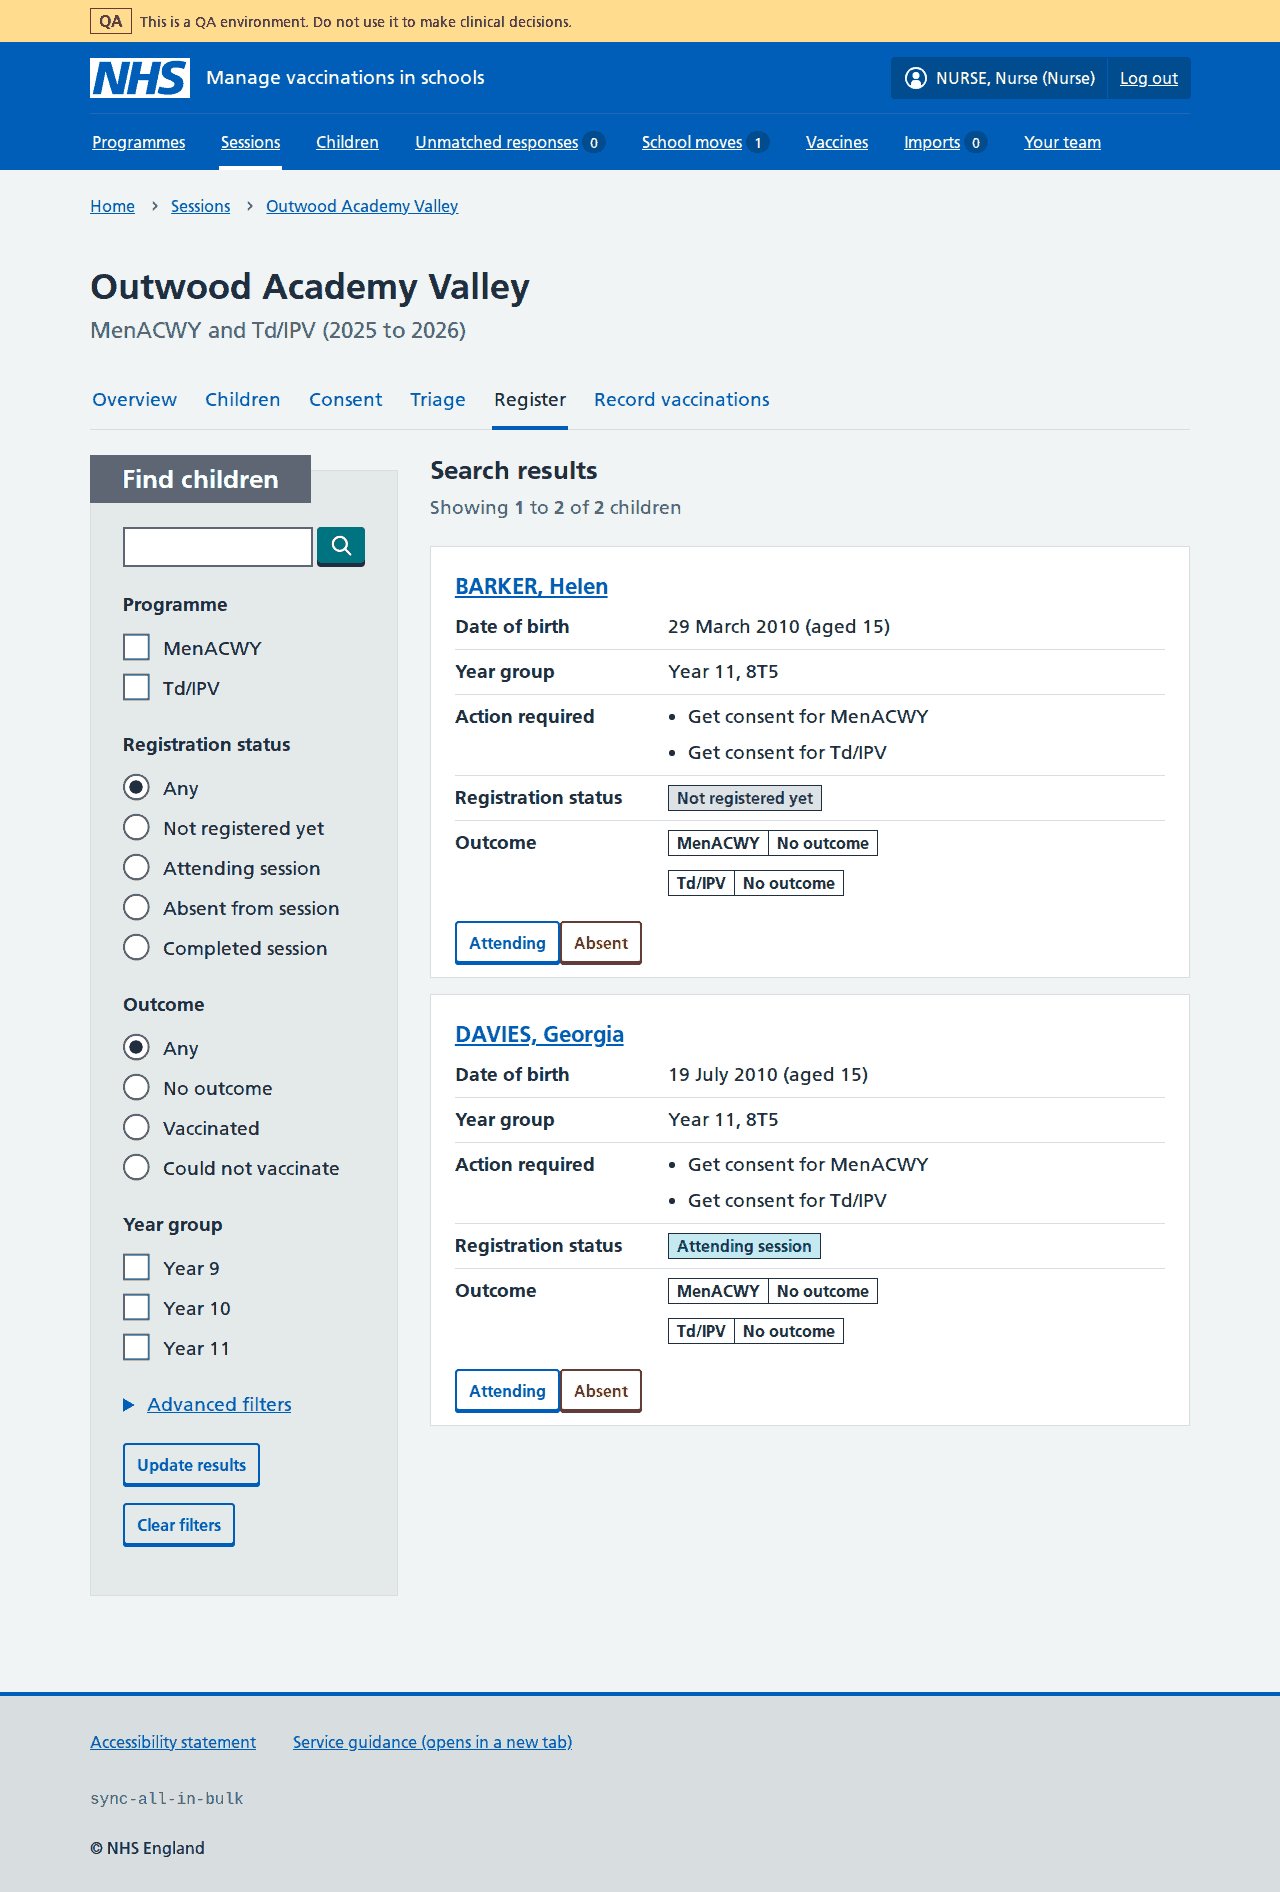 QA This is a QA environment. Do not use it to make clinical decisions.
NHS Manage vaccinations in schools NURSE, Nurse (Nurse) Log out
Programmes Sessions Children Unmatched responses 0 School moves 1 Vaccines Imports 0 Your team
Home Sessions Outwood Academy Valley
Outwood Academy Valley
MenACWY and Td/IPV (2025 to 2026)
Overview Children Consent Triage Register Record vaccinations
Find children
Programme
MenACWY
Td/IPV
Registration status
Any
Not registered yet
Attending session
Absent from session
Completed session
Outcome
Any
No outcome
Vaccinated
Could not vaccinate
Year group
Year 9
Year 10
Year 11
Advanced filters
Update results
Clear filters
Search results
Showing 1 to 2 of 2 children
BARKER, Helen
Date of birth 29 March 2010 (aged 15)
Year group Year 11, 8T5
Action required • Get consent for MenACWY
• Get consent for Td/IPV
Registration status Not registered yet
Outcome MenACWY No outcome
Td/IPV No outcome
Attending Absent
DAVIES, Georgia
Date of birth 19 July 2010 (aged 15)
Year group Year 11, 8T5
Action required • Get consent for MenACWY
• Get consent for Td/IPV
Registration status Attending session
Outcome MenACWY No outcome
Td/IPV No outcome
Attending Absent
Accessibility statement Service guidance (opens in a new tab)
sync-all-in-bulk
© NHS England